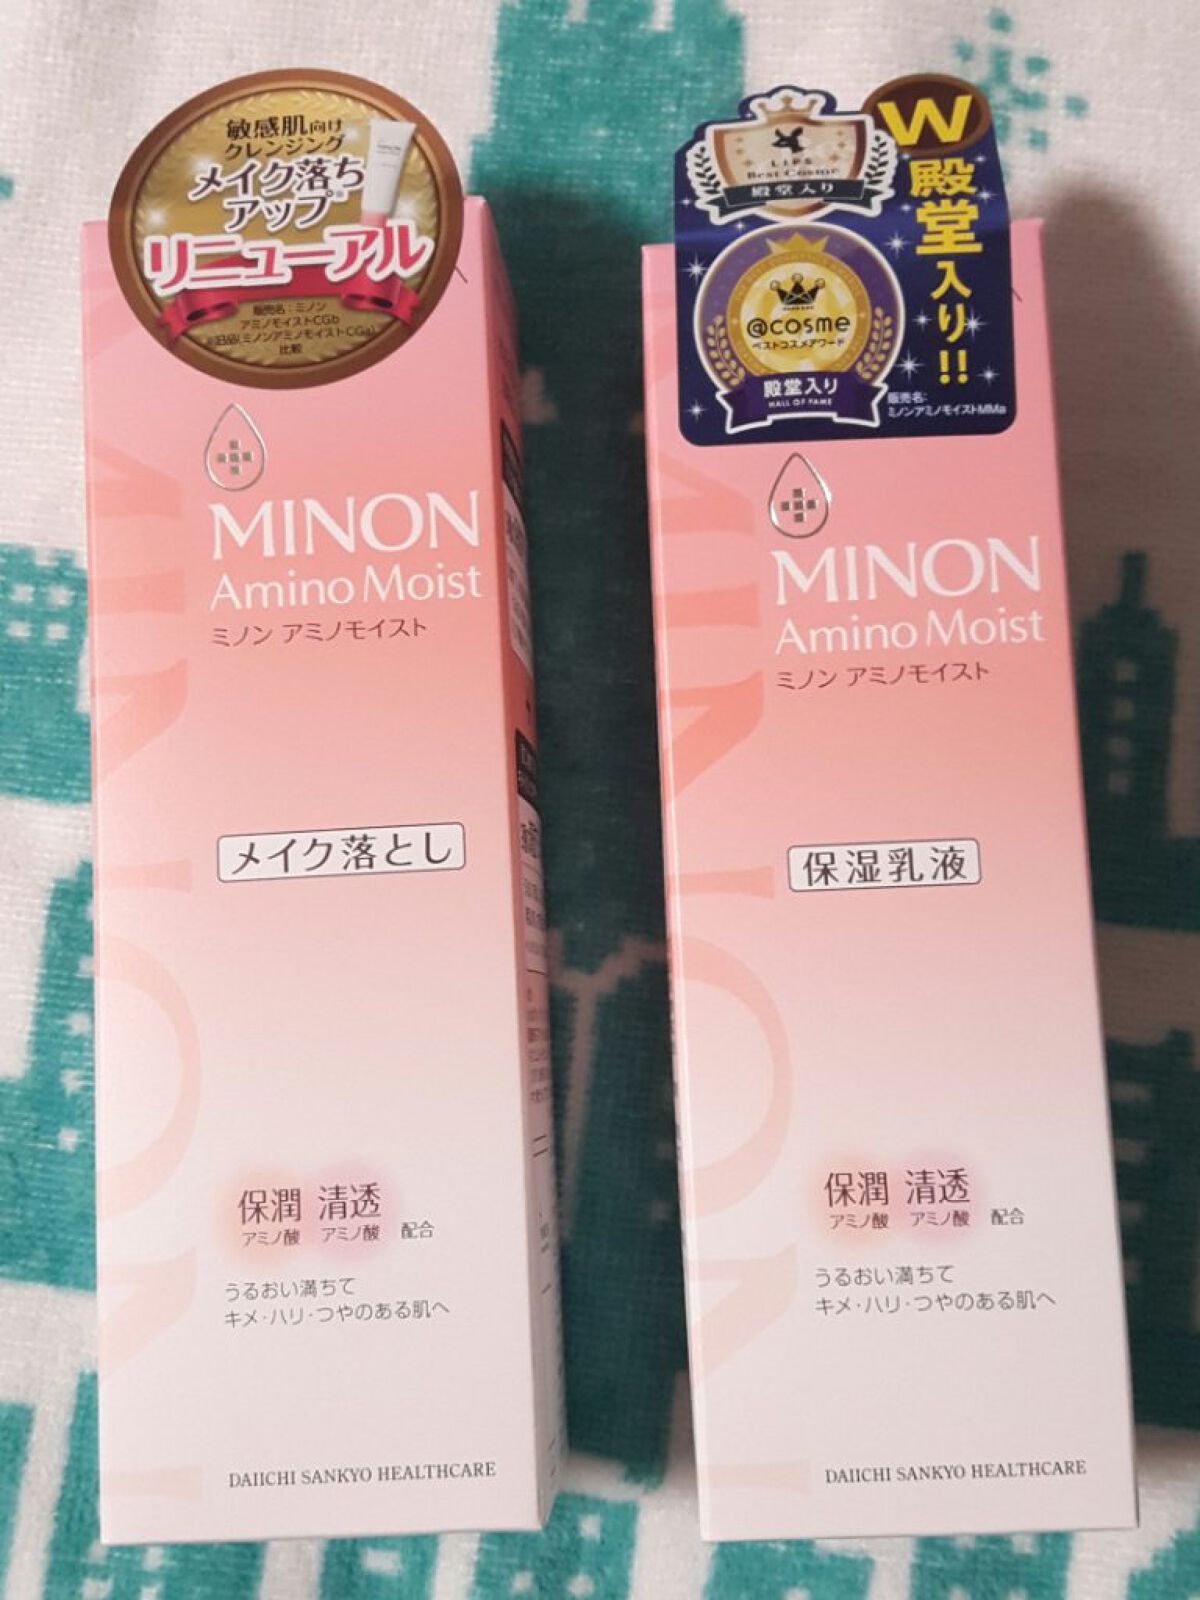 敏感肌向け
クレンジング
メイク落ち
アップ※
リニューアル
販売名:ミノン
アミノモイストCGb
※旧品(ミノンアミノモイストCGa)
比較
MINON
Amino Moist
ミノン アミノモイスト
メイク落とし
保潤 清透
アミノ酸 アミノ酸 配合
うるおい満ちて
キメ・ハリ・つやのある肌へ
DAIICHI SANKYO HEALTHCARE
W
殿堂入り!!
LIPS
Best Cosme
殿堂入り
@cosme
ベストコスメアワード
殿堂入り
HALL OF FAME
販売名:
ミノンアミノモイストMMa
MINON
Amino Moist
ミノン アミノモイスト
保湿乳液
保潤 清透
アミノ酸 アミノ酸 配合
うるおい満ちて
キメ・ハリ・つやのある肌へ
DAIICHI SANKYO HEALTHCARE